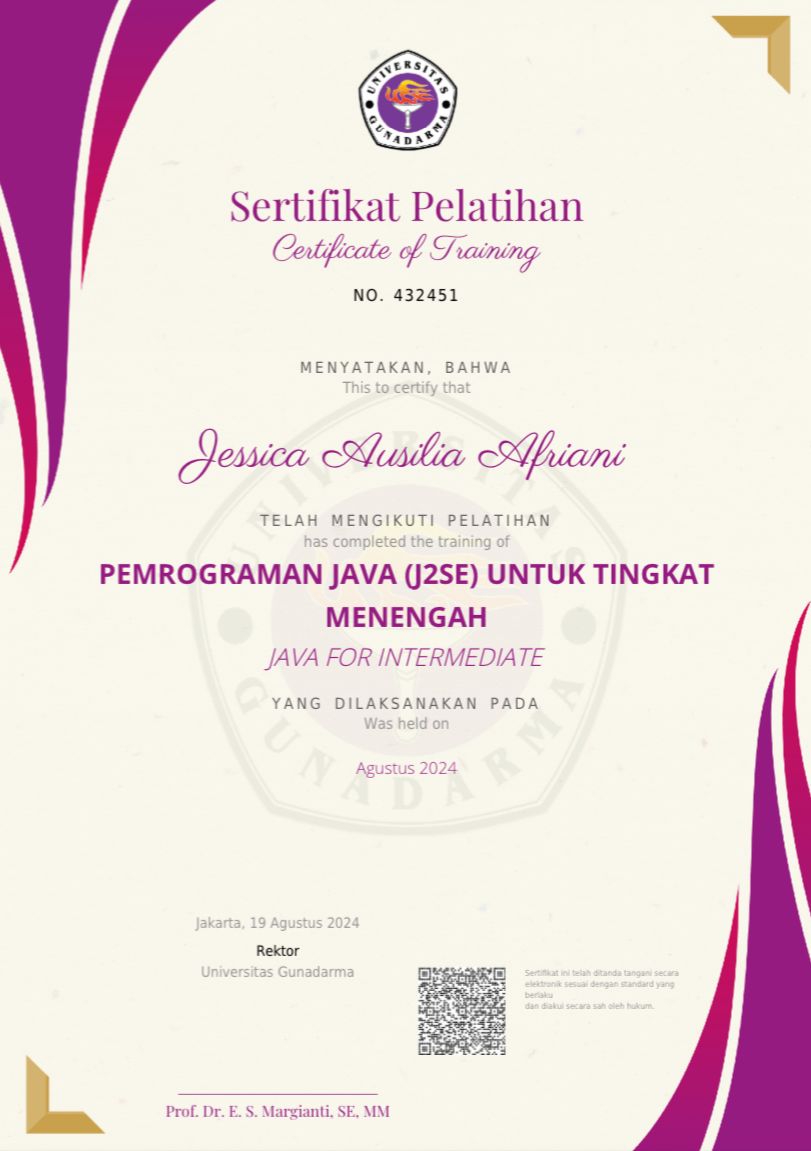 UNIVERSITAS
GUNADARMA
Sertifikat Pelatihan
Certificate of Training
NO. 432451
MENYATAKAN, BAHWA
This to certify that
Jessica Ausilia Afriani
TELAH MENGIKUTI PELATIHAN
has completed the training of
PEMROGRAMAN JAVA (J2SE) UNTUK TINGKAT
MENENGAH
JAVA FOR INTERMEDIATE
YANG DILAKSANAKAN PADA
Was held on
Agustus 2024
UNIVERSITAS
GUNADARMA
Jakarta, 19 Agustus 2024
Rektor
Universitas Gunadarma
Sertifikat ini telah ditanda tangani secara
elektronik sesuai dengan standard yang
berlaku
dan diakui secara sah oleh hukum.
Prof. Dr. E. S. Margianti, SE, MM